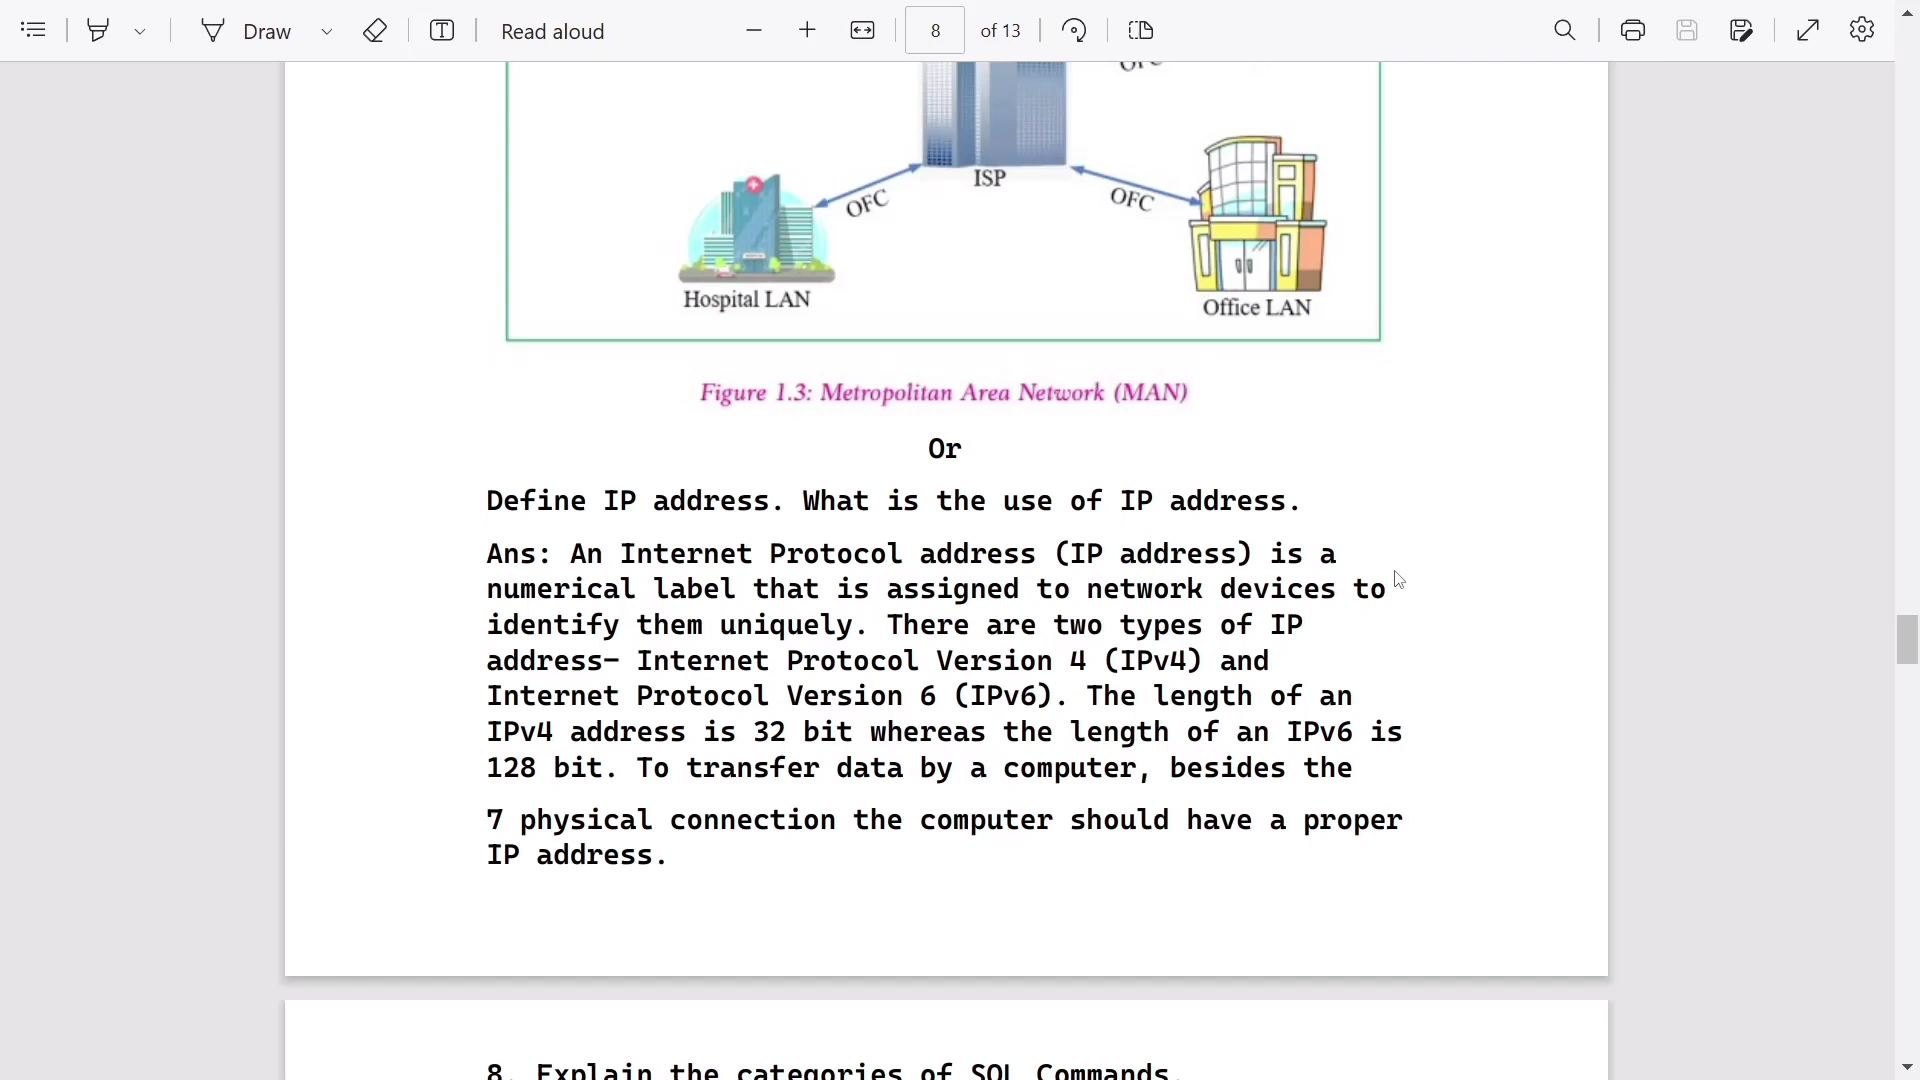 Draw
Read aloud
8 of 13
OFC
ISP
OFC
OFC
Hospital LAN
Office LAN
Figure 1.3: Metropolitan Area Network (MAN)
Or
Define IP address. What is the use of IP address.
Ans: An Internet Protocol address (IP address) is a
numerical label that is assigned to network devices to
identify them uniquely. There are two types of IP
address– Internet Protocol Version 4 (IPv4) and
Internet Protocol Version 6 (IPv6). The length of an
IPv4 address is 32 bit whereas the length of an IPv6 is
128 bit. To transfer data by a computer, besides the
7 physical connection the computer should have a proper
IP address.
8. Explain the categories of SQL Commands.